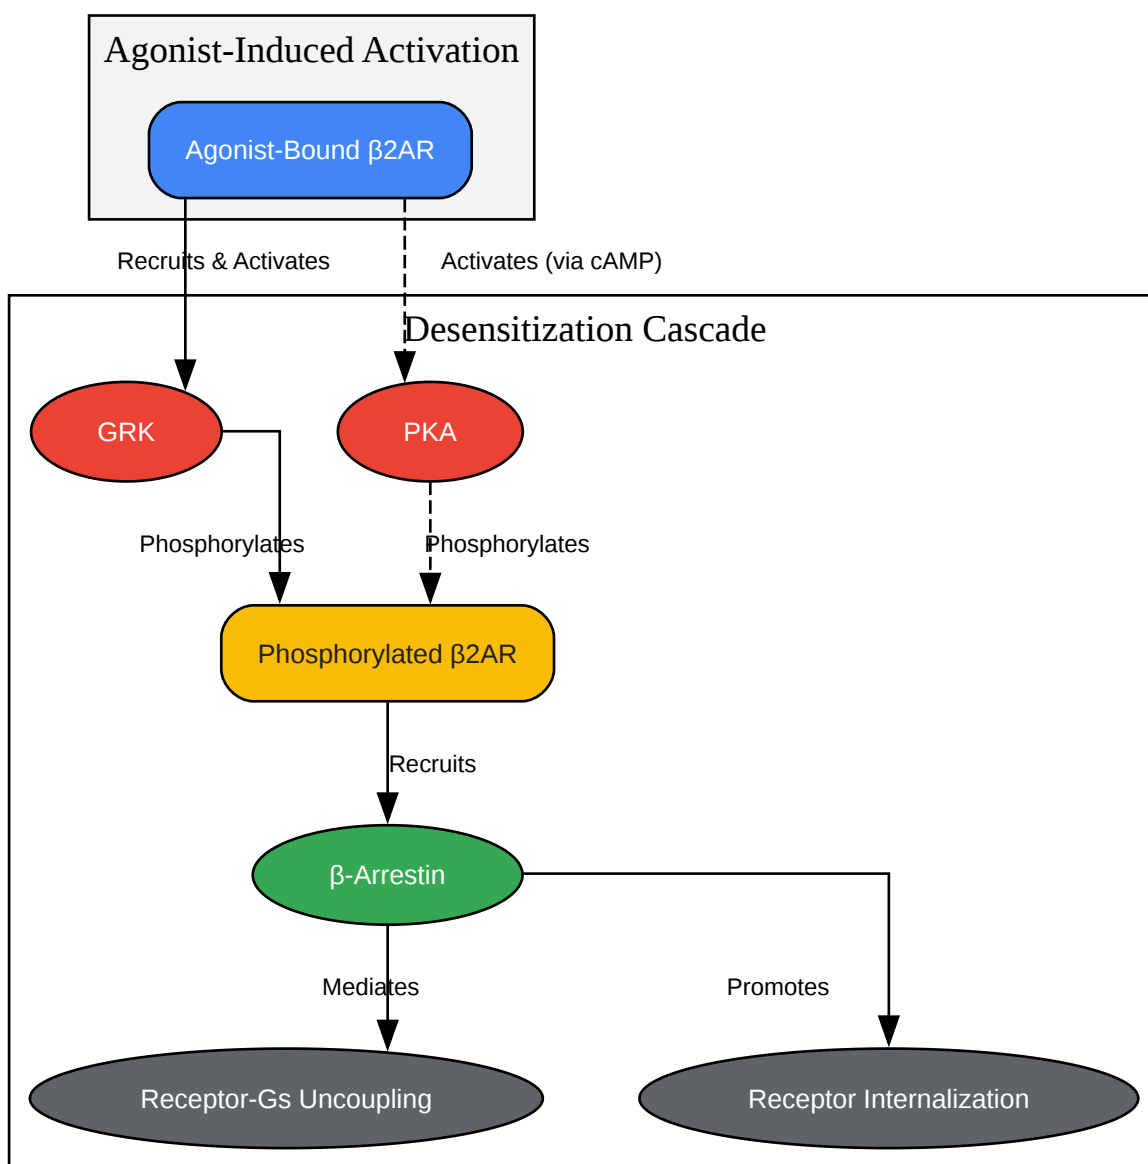 Agonist-Induced Activation
Agonist-Bound β2AR
Recruits & Activates
Activates (via cAMP)
Desensitization Cascade
GRK
PKA
Phosphorylates
Phosphorylates
Phosphorylated β2AR
Recruits
β-Arrestin
Mediates
Promotes
Receptor-Gs Uncoupling
Receptor Internalization